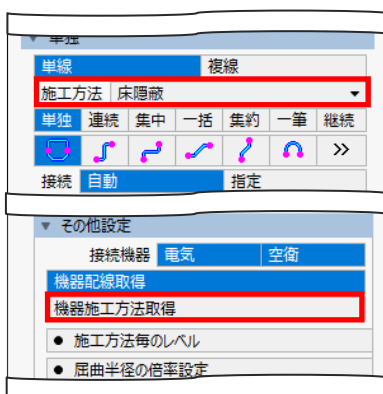 ▼ 単独
単線 複線
施工方法 床隠蔽
単独 連続 集中 一括 集約 一筆 継続
>>
接続 自動 指定
▼ その他設定
接続機器 電気 空衛
機器配線取得
機器施工方法取得
● 施工方法毎のレベル
● 屈曲半径の倍率設定